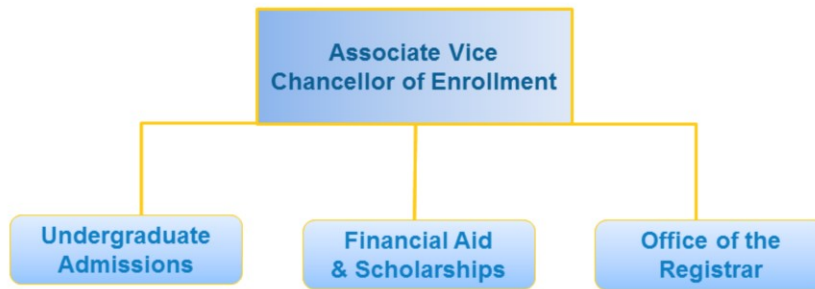 Associate Vice
Chancellor of Enrollment
Undergraduate
Admissions
Financial Aid
& Scholarships
Office of the
Registrar